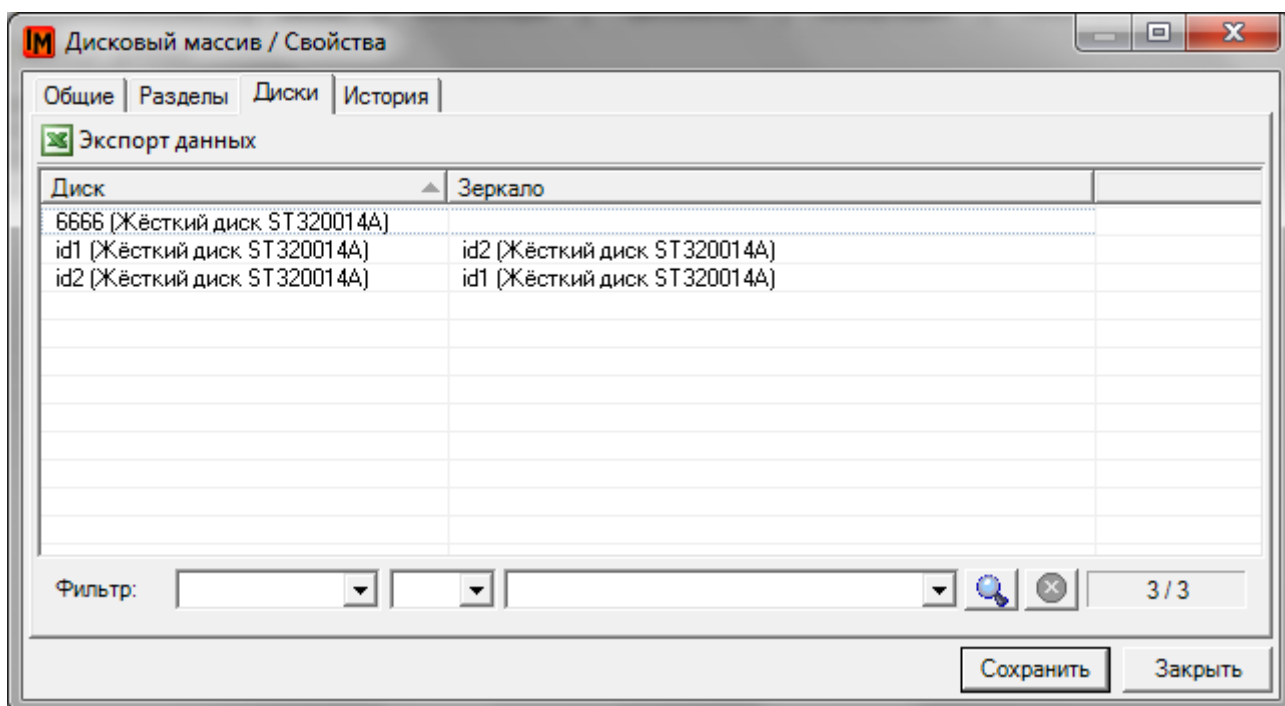 IM Дисковый массив / Свойства
Общие Разделы Диски История
Экспорт данных
Диск Зеркало
6666 (Жёсткий диск ST320014A)
id1 (Жёсткий диск ST320014A) id2 (Жёсткий диск ST320014A)
id2 (Жёсткий диск ST320014A) id1 (Жёсткий диск ST320014A)
Фильтр: 3 / 3
Сохранить Закрыть